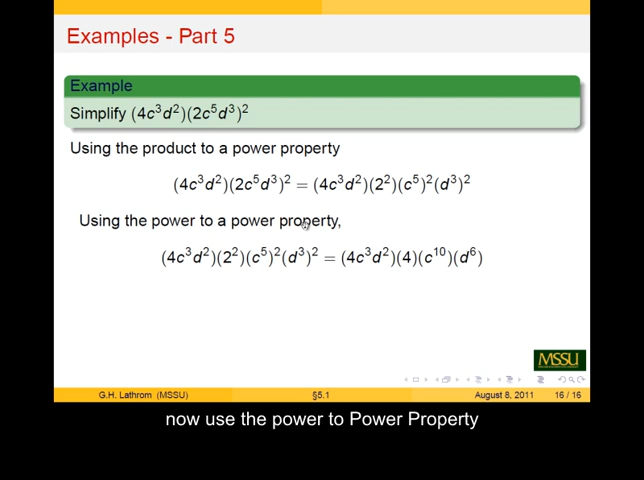 Examples - Part 5
Example
Simplify (4c³d²)(2c⁵d³)²
Using the product to a power property
(4c³d²)(2c⁵d³)² = (4c³d²)(2²)(c⁵)²(d³)²
Using the power to a power property,
(4c³d²)(2²)(c⁵)²(d³)² = (4c³d²)(4)(c¹⁰)(d⁶)
MSSU
G.H. Lathrom (MSSU) §5.1 August 8, 2011 16 / 16
now use the power to Power Property